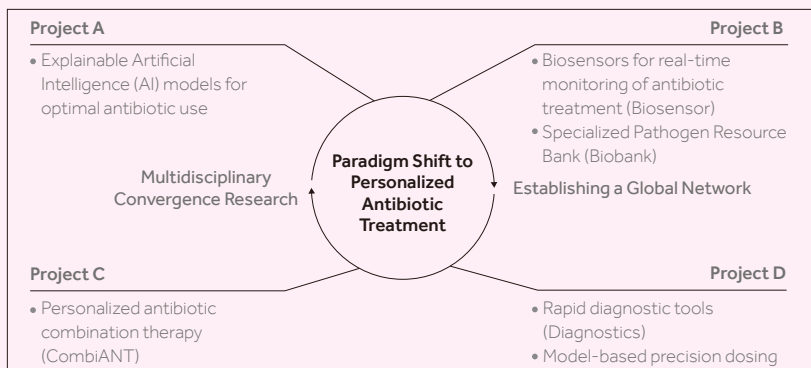 Project A
• Explainable Artificial
Intelligence (AI) models for
optimal antibiotic use
Project B
• Biosensors for real-time
monitoring of antibiotic
treatment (Biosensor)
• Specialized Pathogen Resource
Bank (Biobank)
Multidisciplinary
Convergence Research
Paradigm Shift to
Personalized
Antibiotic
Treatment
Establishing a Global Network
Project C
• Personalized antibiotic
combination therapy
(CombiANT)
Project D
• Rapid diagnostic tools
(Diagnostics)
• Model-based precision dosing